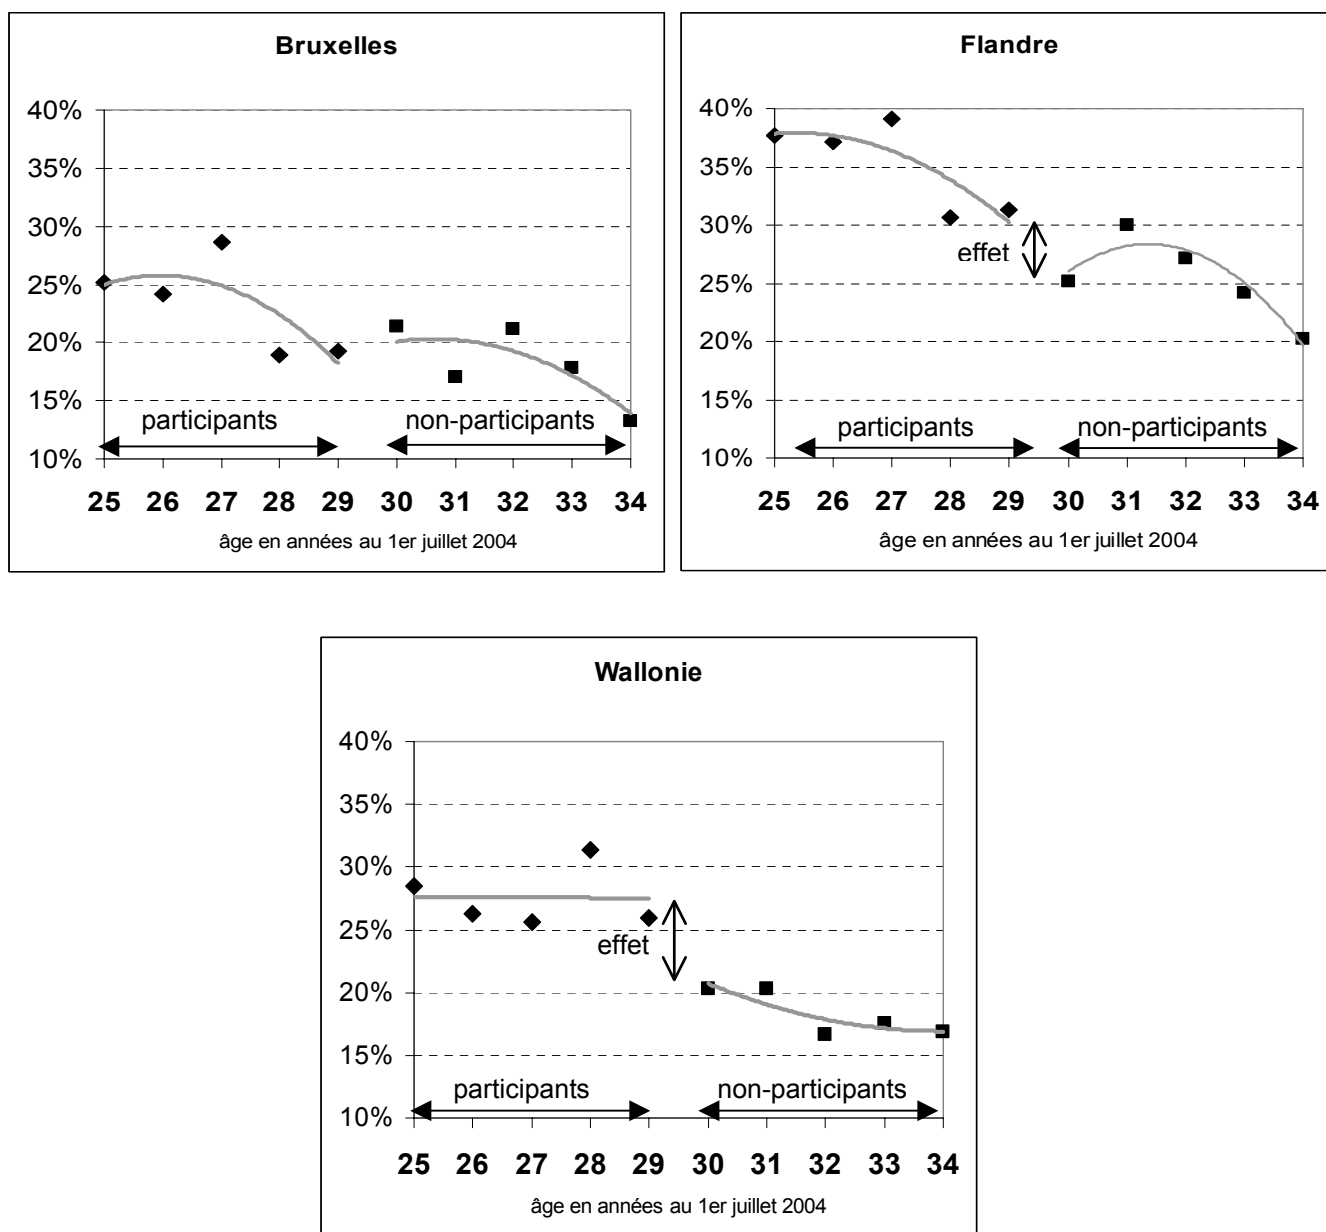 Bruxelles
40%
35%
30%
25%
20%
15%
10%
participants
non-participants
25 26 27 28 29 30 31 32 33 34
âge en années au 1er juillet 2004
Flandre
40%
35%
30%
25%
20%
15%
10%
effet
participants
non-participants
25 26 27 28 29 30 31 32 33 34
âge en années au 1er juillet 2004
Wallonie
40%
35%
30%
25%
20%
15%
10%
effet
participants
non-participants
25 26 27 28 29 30 31 32 33 34
âge en années au 1er juillet 2004